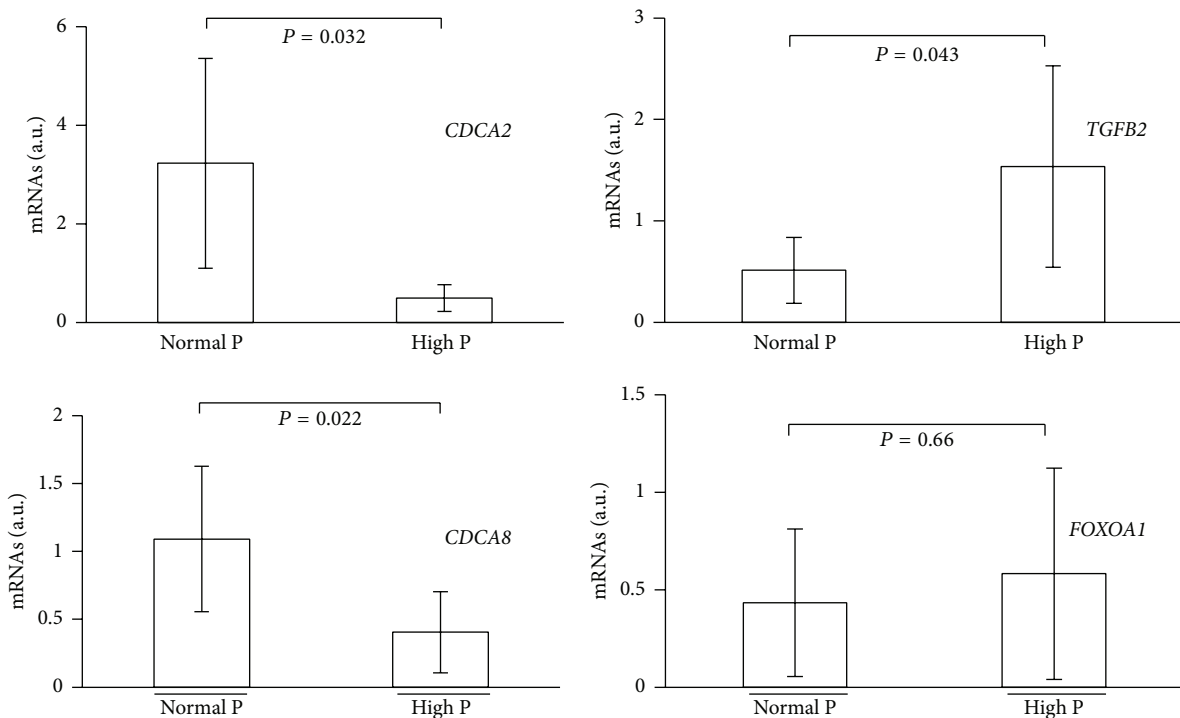 6
4
2
0
mRNAs (a.u.)
P = 0.032
CDCA2
Normal P
High P
3
2
1
0
mRNAs (a.u.)
P = 0.043
TGFB2
Normal P
High P
2
1.5
1
0.5
0
mRNAs (a.u.)
P = 0.022
CDCA8
Normal P
High P
1.5
1
0.5
0
mRNAs (a.u.)
P = 0.66
FOXOA1
Normal P
High P